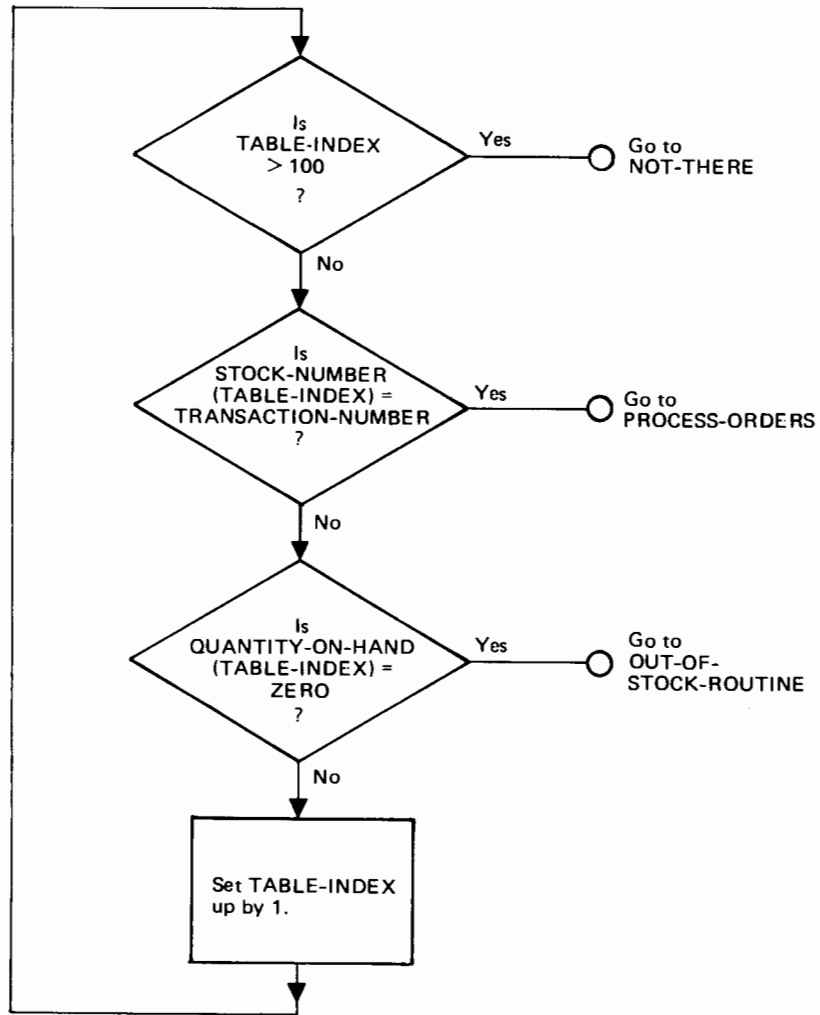 Is
TABLE-INDEX
> 100
?
Yes
Go to
NOT-THERE
No
Is
STOCK-NUMBER
(TABLE-INDEX) =
TRANSACTION-NUMBER
?
Yes
Go to
PROCESS-ORDERS
No
Is
QUANTITY-ON-HAND
(TABLE-INDEX) =
ZERO
?
Yes
Go to
OUT-OF-
STOCK-ROUTINE
No
Set TABLE-INDEX
up by 1.